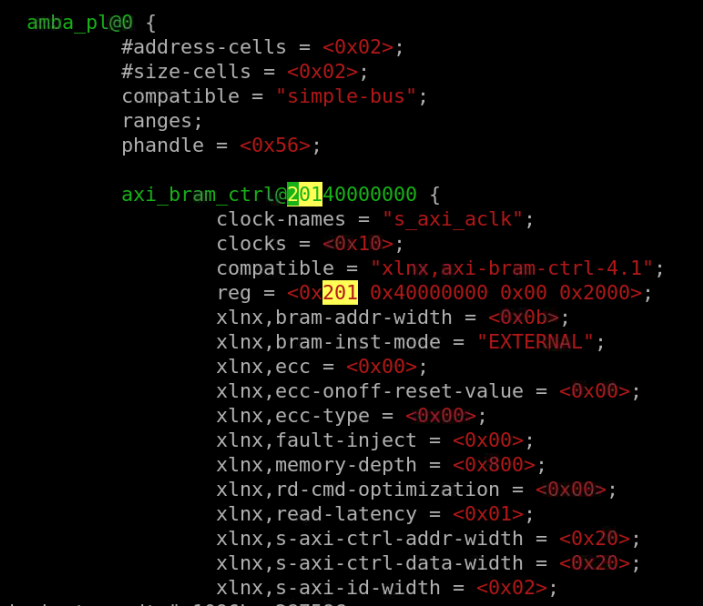 amba_pl@0 {
#address-cells = <0x02>;
#size-cells = <0x02>;
compatible = "simple-bus";
ranges;
phandle = <0x56>;
axi_bram_ctrl@20140000000 {
clock-names = "s_axi_aclk";
clocks = <0x10>;
compatible = "xlnx,axi-bram-ctrl-4.1";
reg = <0x201 0x40000000 0x00 0x2000>;
xlnx,bram-addr-width = <0x0b>;
xlnx,bram-inst-mode = "EXTERNAL";
xlnx,ecc = <0x00>;
xlnx,ecc-onoff-reset-value = <0x00>;
xlnx,ecc-type = <0x00>;
xlnx,fault-inject = <0x00>;
xlnx,memory-depth = <0x800>;
xlnx,rd-cmd-optimization = <0x00>;
xlnx,read-latency = <0x01>;
xlnx,s-axi-ctrl-addr-width = <0x20>;
xlnx,s-axi-ctrl-data-width = <0x20>;
xlnx,s-axi-id-width = <0x02>;